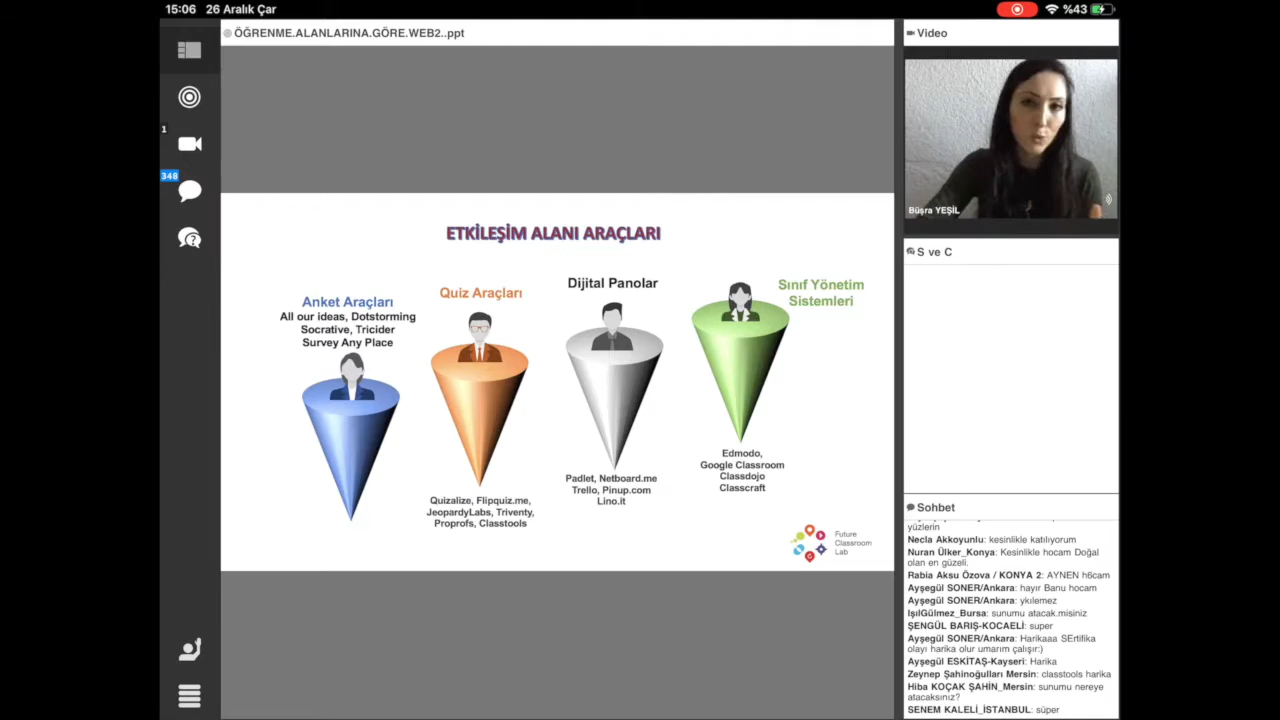 15:06 26 Aralık Çar
%43
ÖĞRENME.ALANLARINA.GÖRE.WEB2..ppt
1
348
ETKİLEŞİM ALANI ARAÇLARI
Anket Araçları
All our ideas, Dotstorming
Socrative, Tricider
Survey Any Place
Quiz Araçları
Quizalize, Flipquiz.me,
JeopardyLabs, Triventy,
Proprofs, Classtools
Dijital Panolar
Padlet, Netboard.me
Trello, Pinup.com
Lino.it
Sınıf Yönetim
Sistemleri
Edmodo,
Google Classroom
Classdojo
Classcraft
Future
Classroom
Lab
Video
Büşra YEŞİL
S ve C
Sohbet
yüzlerin
Necla Akkoyunlu: kesinlikle katılıyorum
Nuran Ülker_Konya: Kesinlikle hocam Doğal
olan en güzeli.
Rabia Aksu Özova / KONYA 2: AYNEN h6cam
Ayşegül SONER/Ankara: hayır Banu hocam
Ayşegül SONER/Ankara: ykılemez
IşılGülmez_Bursa: sunumu atacak.misiniz
ŞENGÜL BARIŞ-KOCAELİ: super
Ayşegül SONER/Ankara: Harikaaa SErtifika
olayı harika olur umarım çalışır:)
Ayşegül ESKİTAŞ-Kayseri: Harika
Zeynep Şahinoğulları Mersin: classtools harika
Hiba KOÇAK ŞAHİN_Mersin: sunumu nereye
atacaksınız?
SENEM KALELİ_İSTANBUL: süper